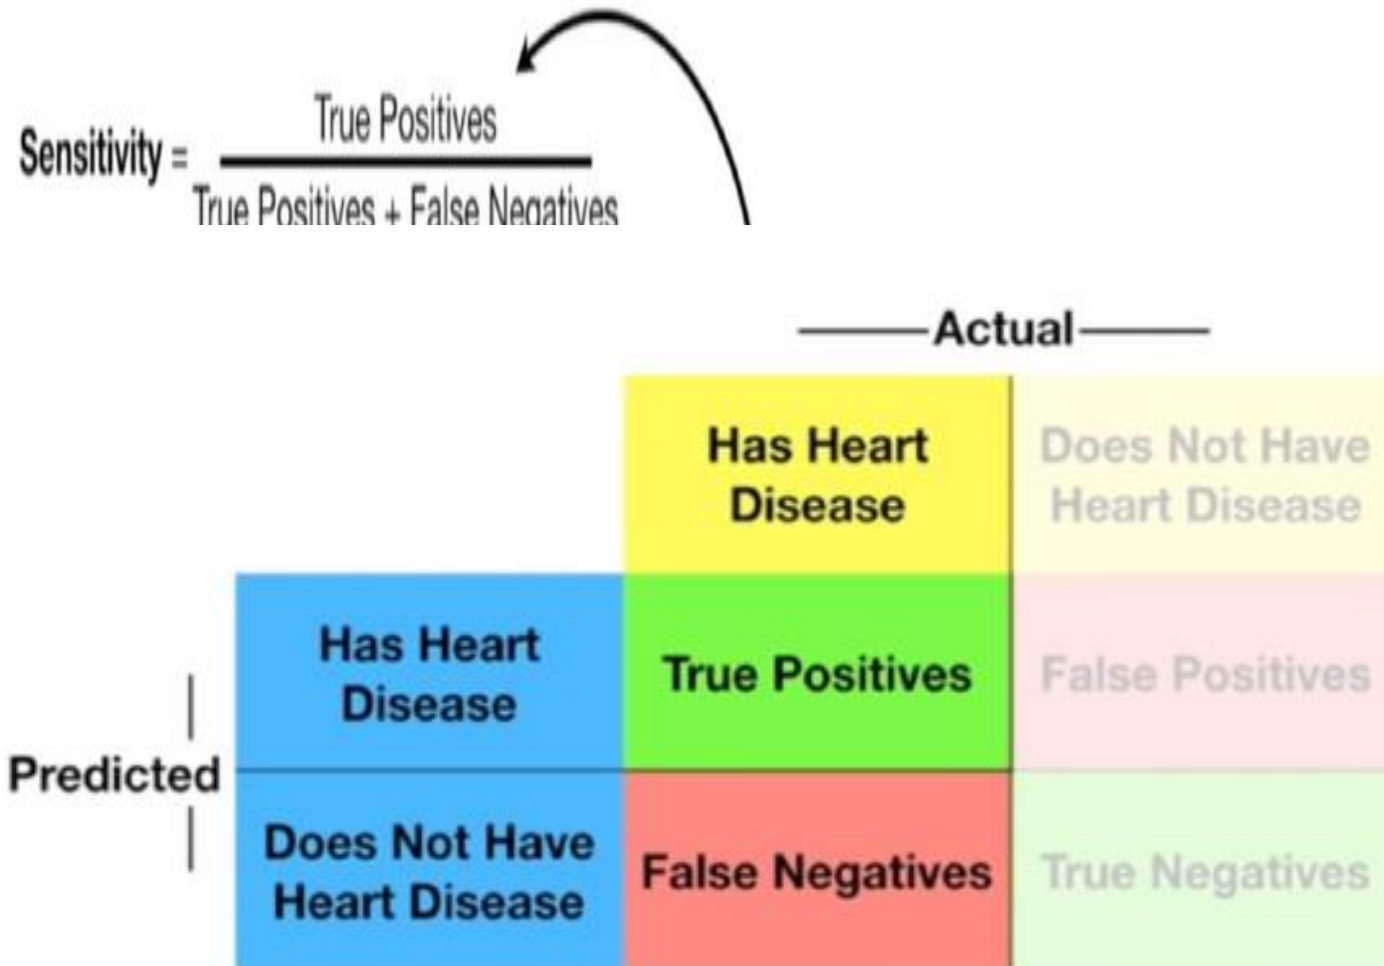 True Positives
Sensitivity =
True Positives + False Negatives
Actual
Has Heart
Disease
Does Not Have
Heart Disease
Has Heart
Disease
True Positives
False Positives
Predicted
Does Not Have
Heart Disease
False Negatives
True Negatives